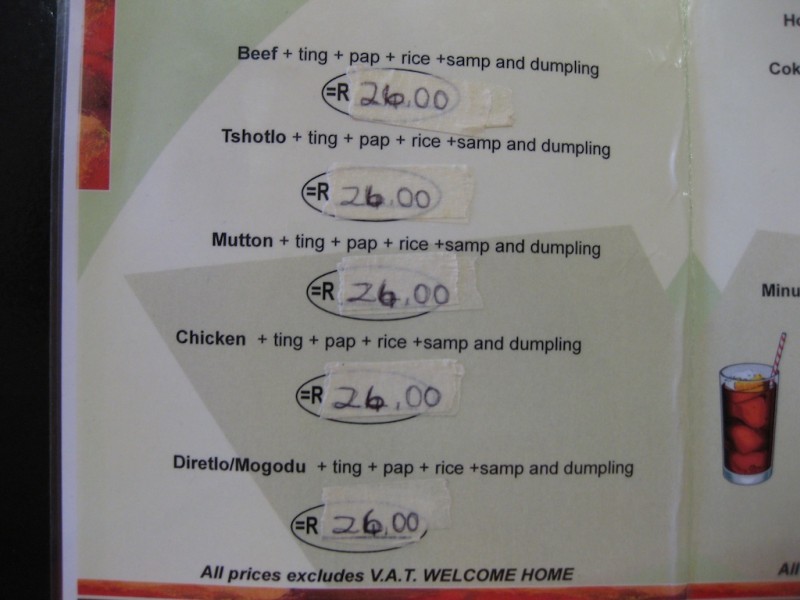 Beef + ting + pap + rice +samp and dumpling
=R 26.00
Tshotlo + ting + pap + rice +samp and dumpling
=R 26.00
Mutton + ting + pap + rice +samp and dumpling
=R 26.00
Chicken + ting + pap + rice +samp and dumpling
=R 26.00
Diretlo/Mogodu + ting + pap + rice +samp and dumpling
=R 26,00
All prices excludes V.A.T. WELCOME HOME
All